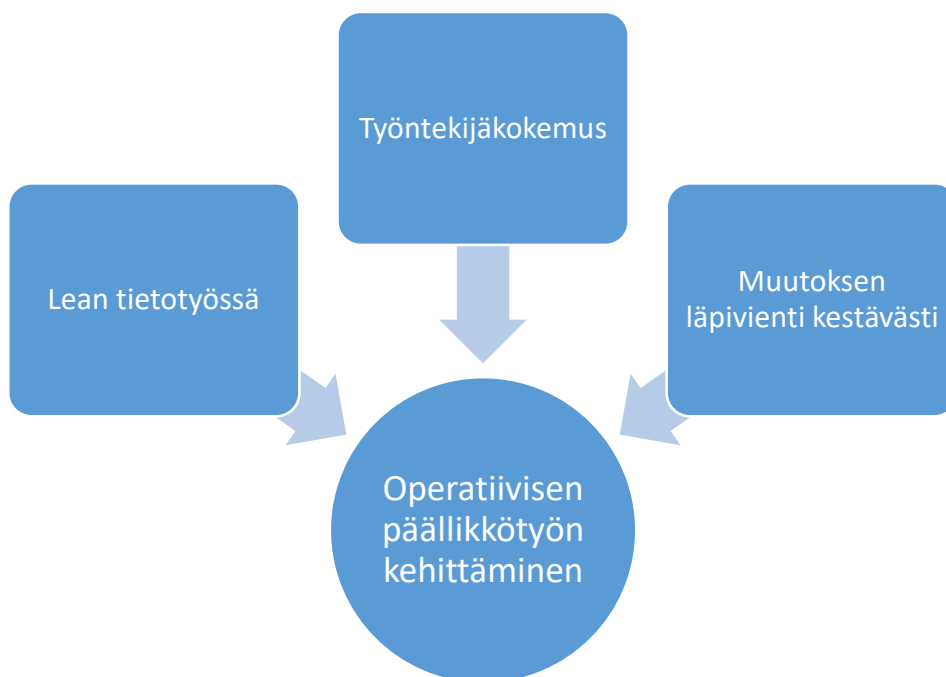 Työntekijäkokemus
Lean tietotyössä
Muutoksen
läpivienti kestävästi
Operatiivisen
päällikkötyön
kehittäminen